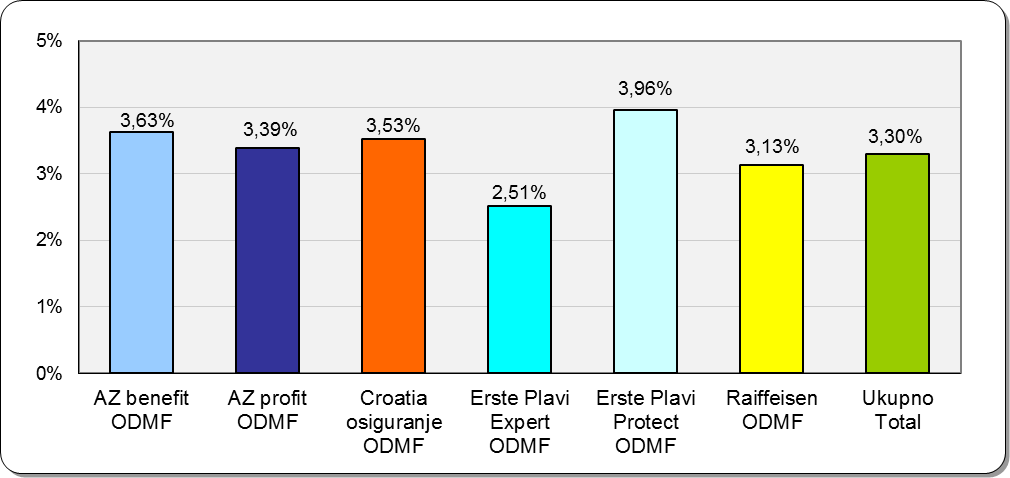 5%
4%
3%
2%
1%
0%
3,63%
3,39%
3,53%
2,51%
3,96%
3,13%
3,30%
AZ benefit
ODMF
AZ profit
ODMF
Croatia
osiguranje
ODMF
Erste Plavi
Expert
ODMF
Erste Plavi
Protect
ODMF
Raiffeisen
ODMF
Ukupno
Total